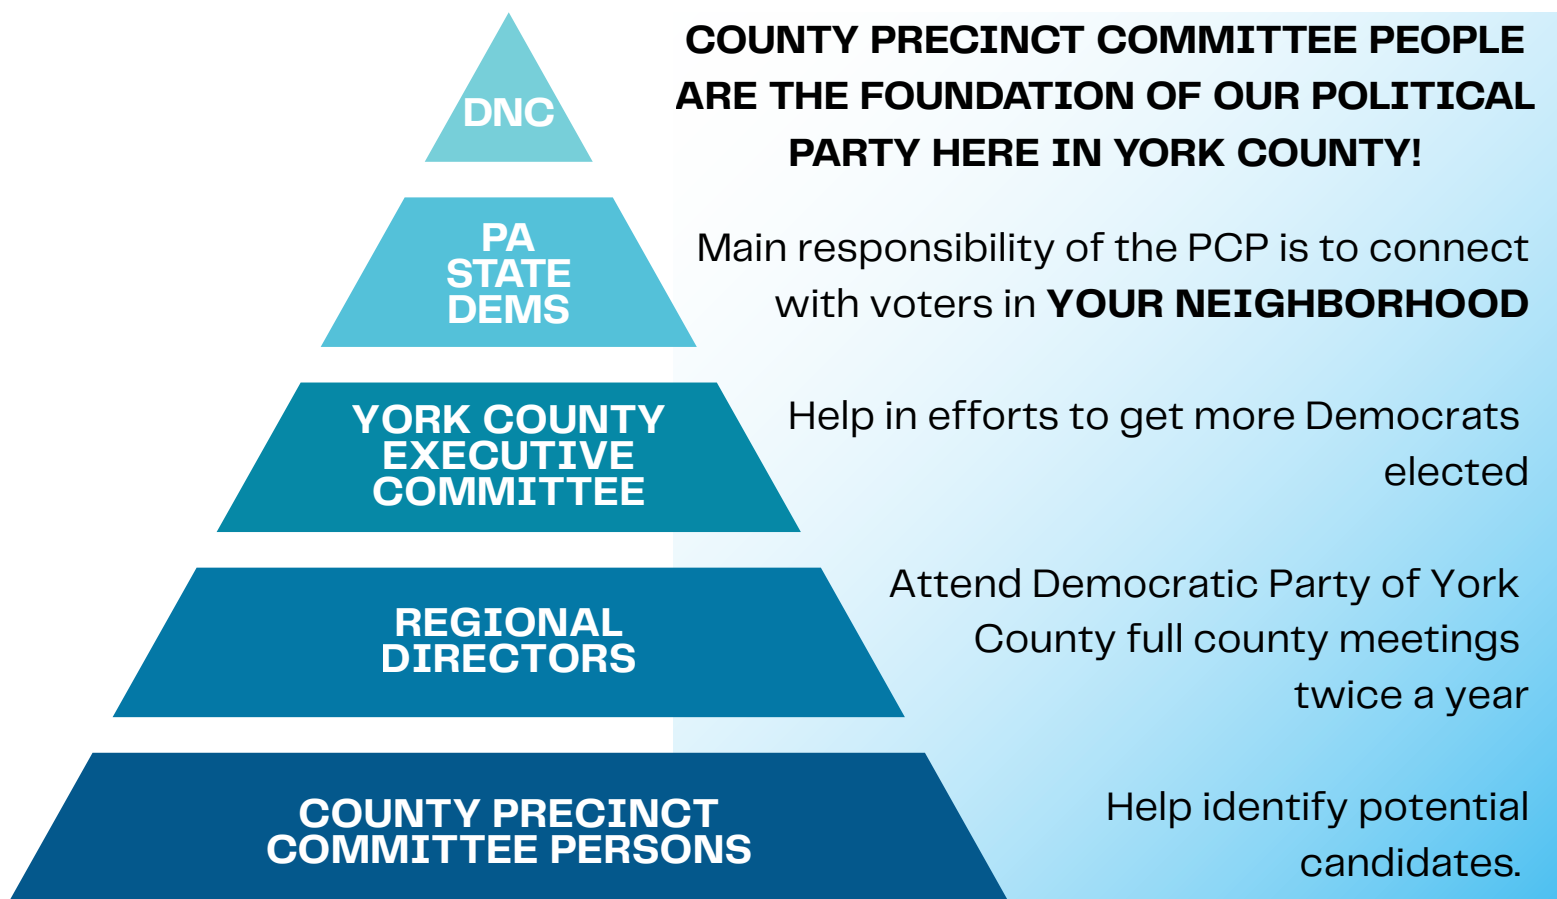 DNC
PA
STATE
DEMS
YORK COUNTY
EXECUTIVE
COMMITTEE
REGIONAL
DIRECTORS
COUNTY PRECINCT
COMMITTEE PERSONS
COUNTY PRECINCT COMMITTEE PEOPLE
ARE THE FOUNDATION OF OUR POLITICAL
PARTY HERE IN YORK COUNTY!
Main responsibility of the PCP is to connect
with voters in YOUR NEIGHBORHOOD
Help in efforts to get more Democrats
elected
Attend Democratic Party of York
County full county meetings
twice a year
Help identify potential
candidates.